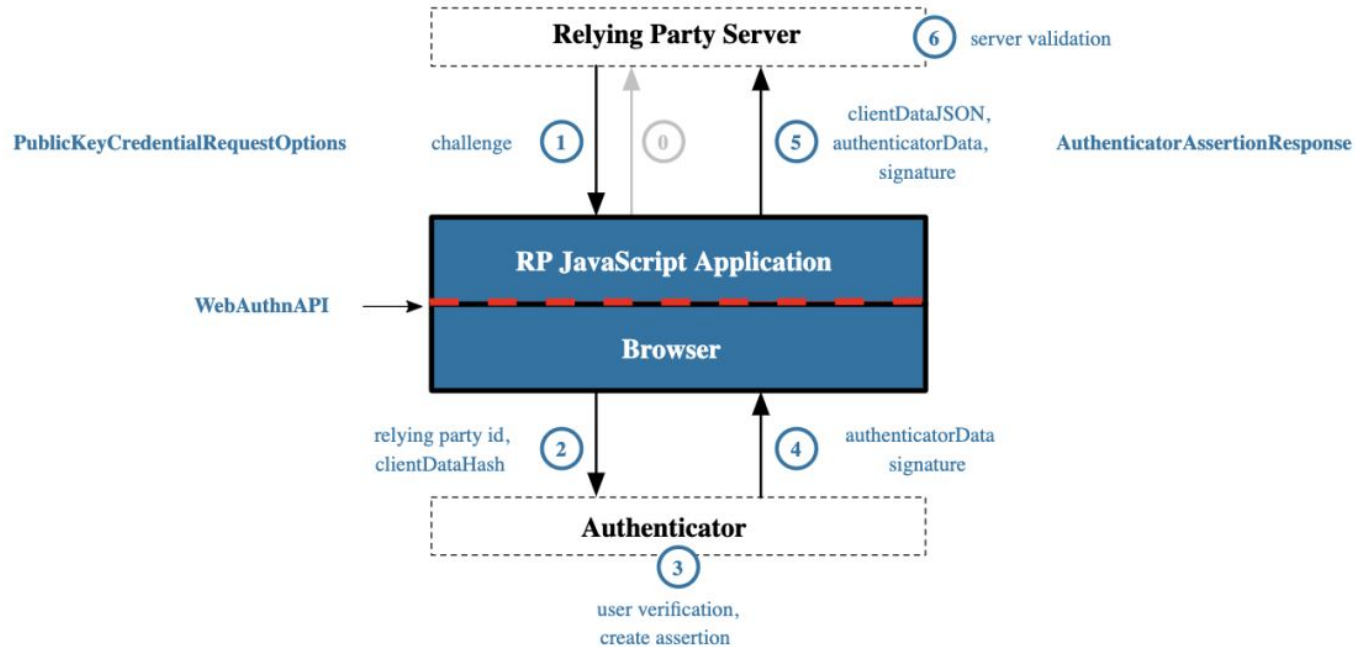 Relying Party Server
6 server validation
PublicKeyCredentialRequestOptions
challenge
1
0
5
clientDataJSON,
authenticatorData,
signature
AuthenticatorAssertionResponse
RP JavaScript Application
WebAuthnAPI
Browser
relying party id,
clientDataHash
2
4
authenticatorData
signature
Authenticator
3
user verification,
create assertion